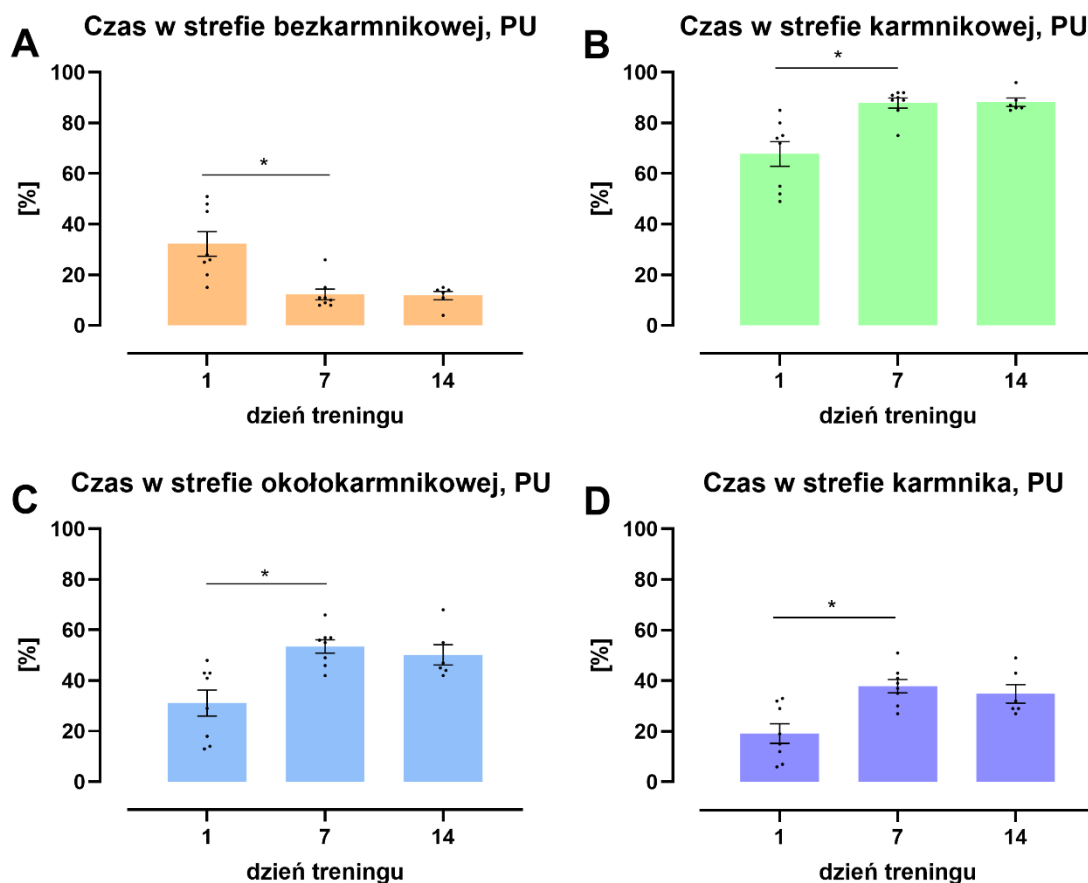 A
Czas w strefie bezkarmnikowej, PU
100
80
60
40
20
0
[%]
*
1 7 14
dzień treningu
B
Czas w strefie karmnikowej, PU
100
80
60
40
20
0
[%]
*
1 7 14
dzień treningu
C
Czas w strefie okołokarmnikowej, PU
100
80
60
40
20
0
[%]
*
1 7 14
dzień treningu
D
Czas w strefie karmnika, PU
100
80
60
40
20
0
[%]
*
1 7 14
dzień treningu